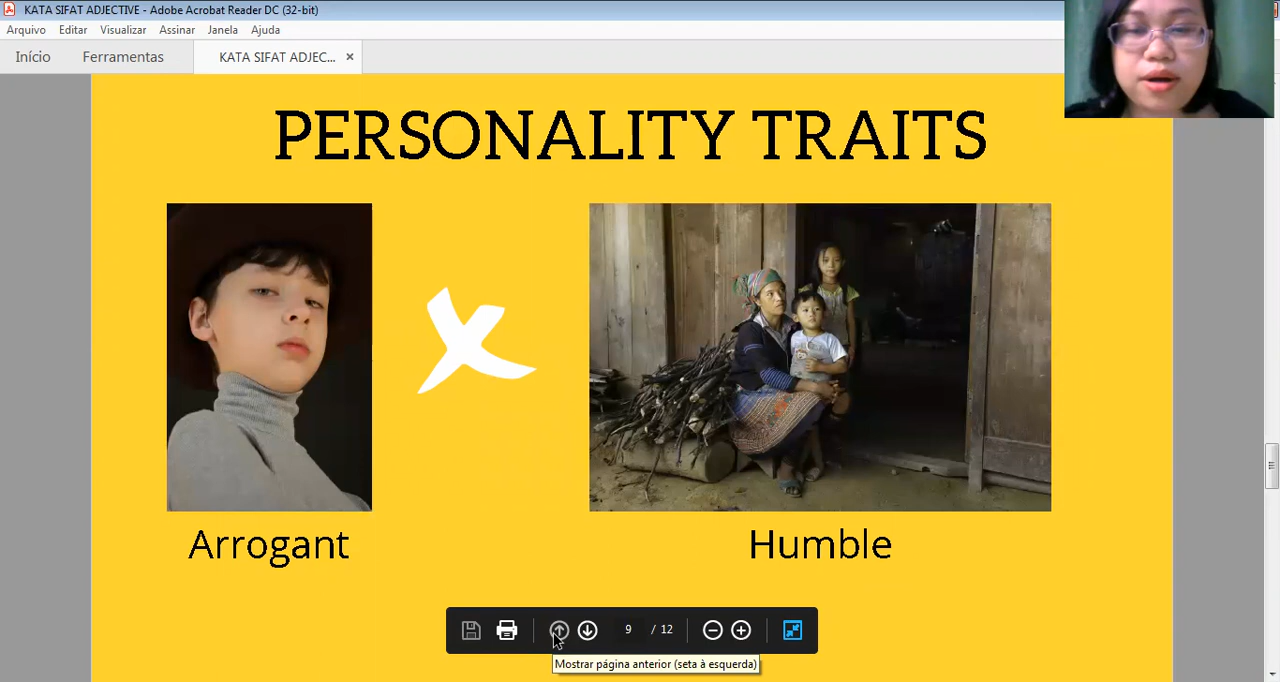 KATA SIFAT ADJECTIVE - Adobe Acrobat Reader DC (32-bit)
Arquivo Editar Visualizar Assinar Janela Ajuda
Início Ferramentas KATA SIFAT ADJEC... ×
PERSONALITY TRAITS
Arrogant
Humble
9 / 12
Mostrar página anterior (seta à esquerda)